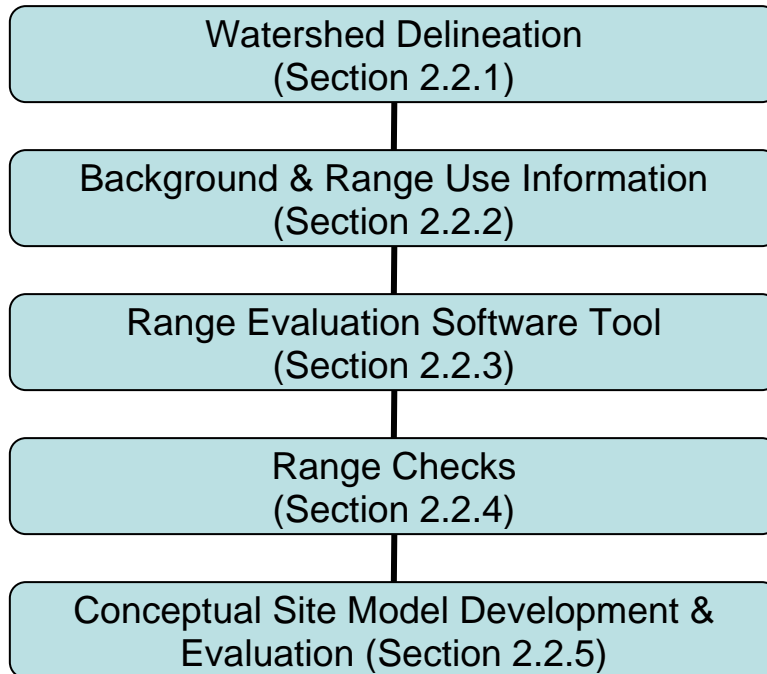 Watershed Delineation
(Section 2.2.1)
Background & Range Use Information
(Section 2.2.2)
Range Evaluation Software Tool
(Section 2.2.3)
Range Checks
(Section 2.2.4)
Conceptual Site Model Development &
Evaluation (Section 2.2.5)